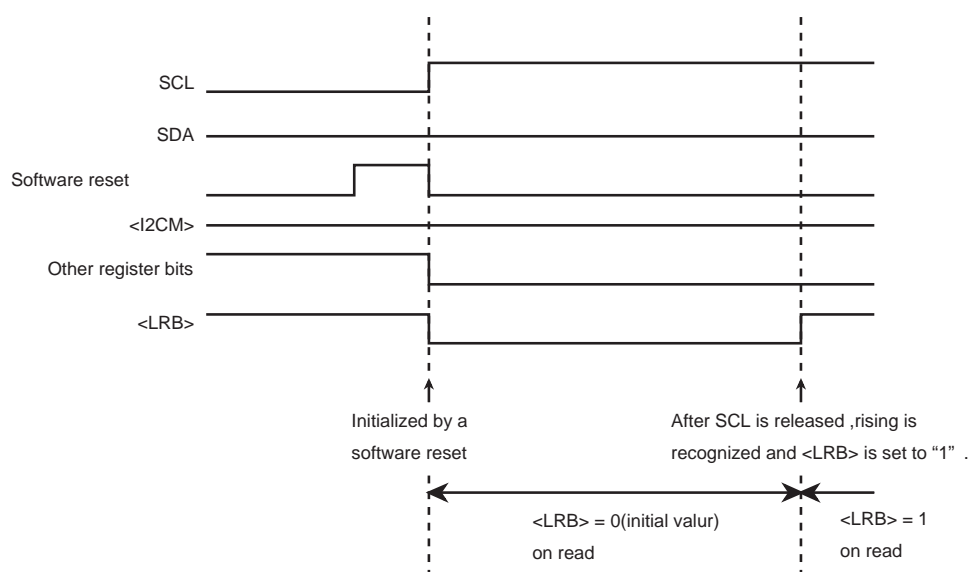 SCL
SDA
Software reset
<I2CM>
Other register bits
<LRB>
Initialized by a
software reset
After SCL is released ,rising is
recognized and <LRB> is set to “1” .
<LRB> = 0(initial valur)
on read
<LRB> = 1
on read